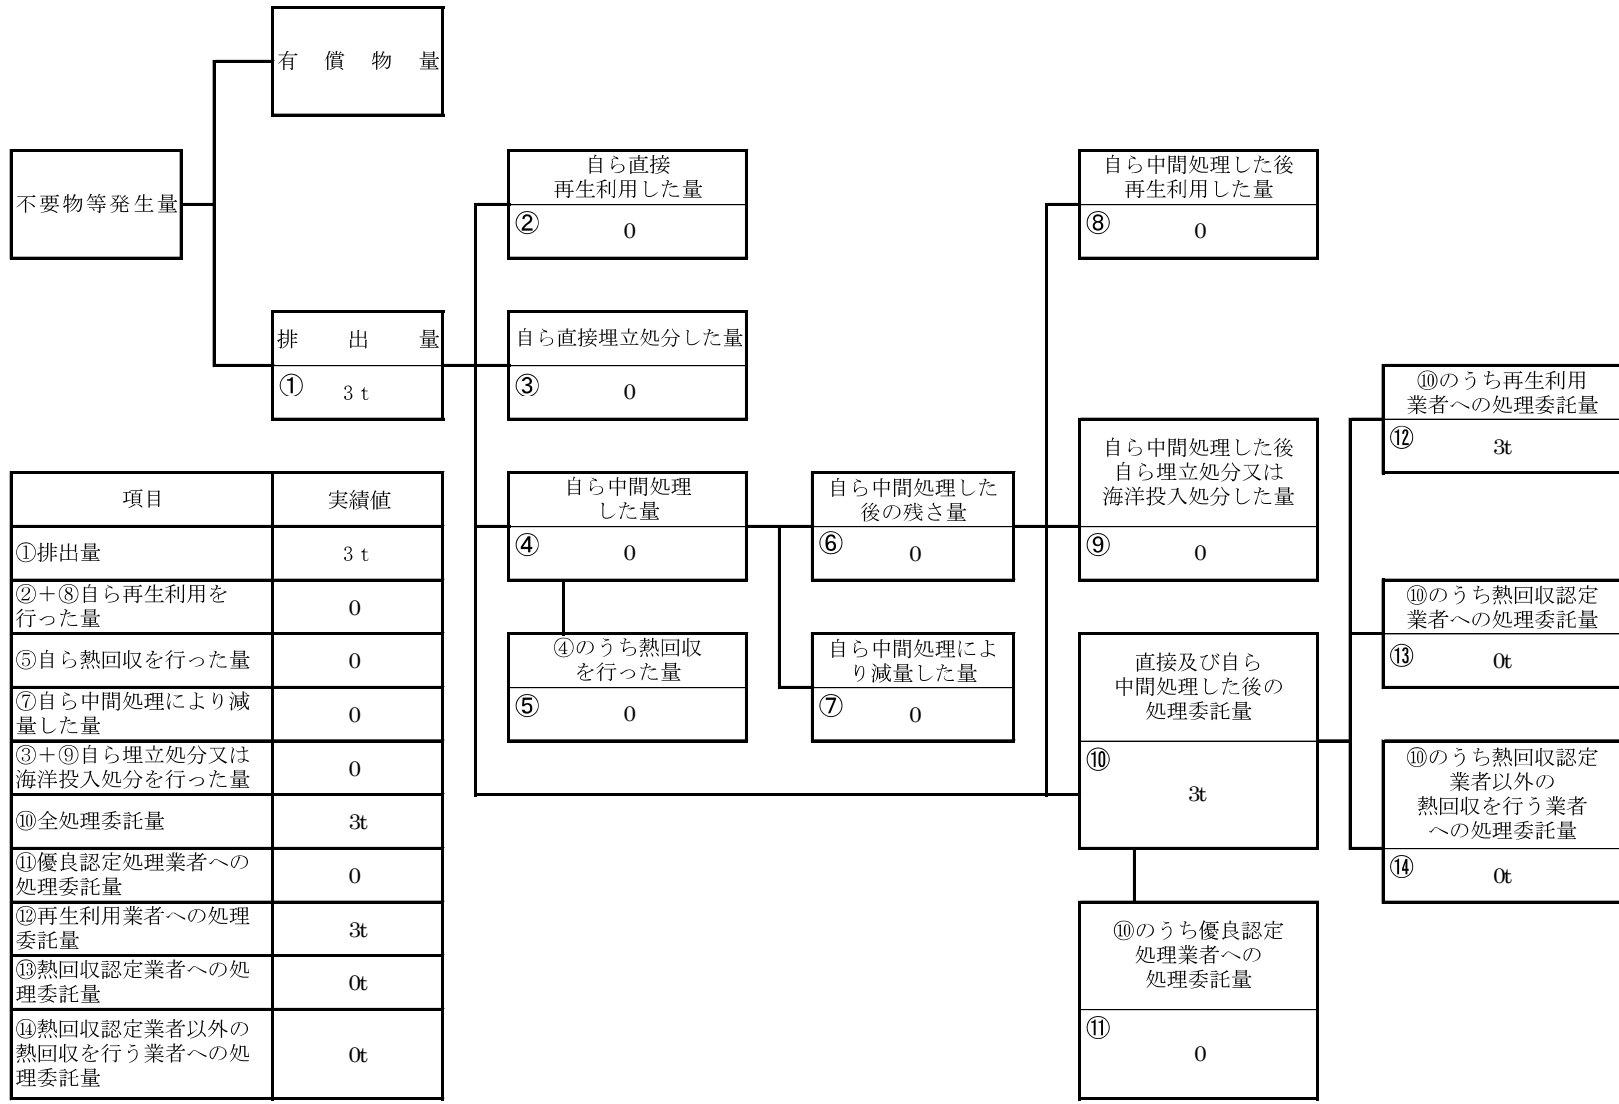 有償物量
不要物等発生量
排出量
① 3 t
自ら直接
再生利用した量
② 0
自ら直接埋立処分した量
③ 0
自ら中間処理
した量
④ 0
④のうち熱回収
を行った量
⑤ 0
自ら中間処理した
後の残さ量
⑥ 0
自ら中間処理によ
り減量した量
⑦ 0
自ら中間処理した後
再生利用した量
⑧ 0
自ら中間処理した後
自ら埋立処分又は
海洋投入処分した量
⑨ 0
直接及び自ら
中間処理した後の
処理委託量
⑩
3t
⑩のうち優良認定
処理業者への
処理委託量
⑪
0
⑩のうち再生利用
業者への処理委託量
⑫ 3t
⑩のうち熱回収認定
業者への処理委託量
⑬ 0t
⑩のうち熱回収認定
業者以外の
熱回収を行う業者
への処理委託量
⑭ 0t
項目 実績値
①排出量 3 t
②+⑧自ら再生利用を
行った量 0
⑤自ら熱回収を行った量 0
⑦自ら中間処理により減
量した量 0
③+⑨自ら埋立処分又は
海洋投入処分を行った量 0
⑩全処理委託量 3t
⑪優良認定処理業者への
処理委託量 0
⑫再生利用業者への処理
委託量 3t
⑬熱回収認定業者への処
理委託量 0t
⑭熱回収認定業者以外の
熱回収を行う業者への処
理委託量 0t